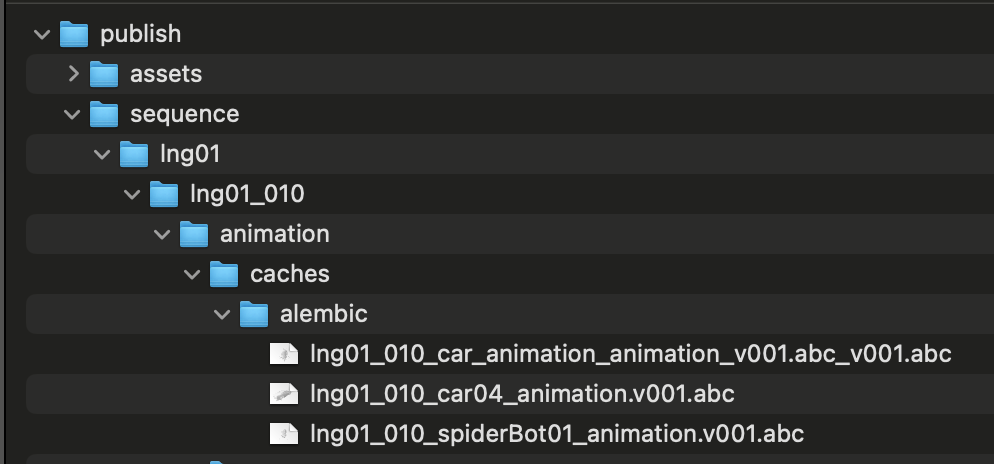 publish
assets
sequence
lng01
lng01_010
animation
caches
alembic
lng01_010_car_animation_animation_v001.abc_v001.abc
lng01_010_car04_animation.v001.abc
lng01_010_spiderBot01_animation.v001.abc